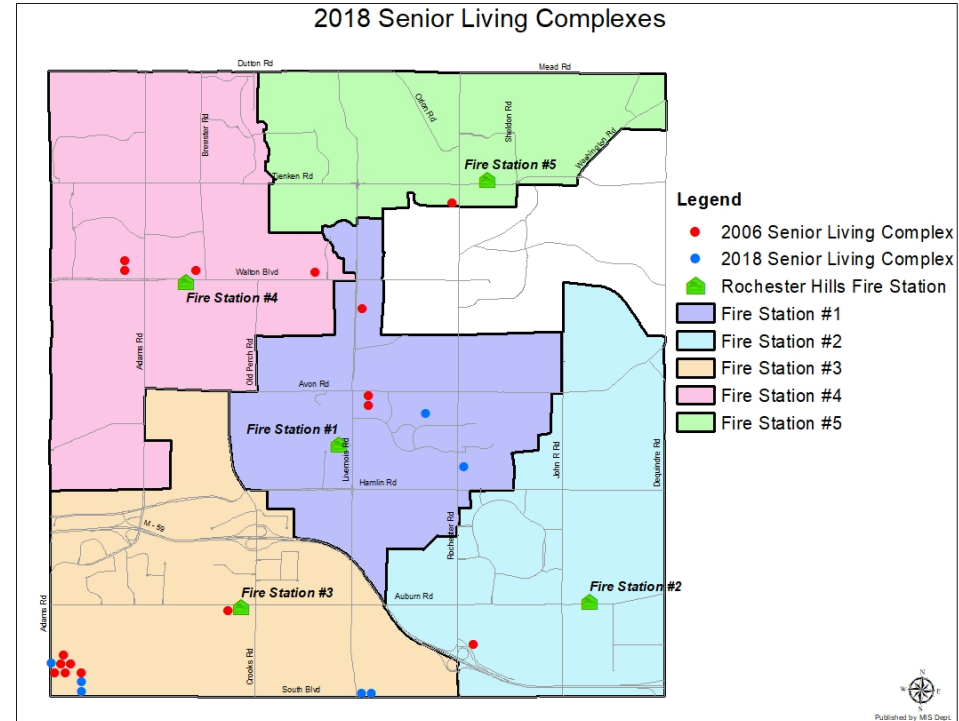 2018 Senior Living Complexes
Dutton Rd
Mead Rd
Orion Rd
Sheldon Rd
Brewster Rd
Washington Rd
Fire Station #5
Tienken Rd
Legend
2006 Senior Living Complex
2018 Senior Living Complex
Rochester Hills Fire Station
Fire Station #1
Fire Station #2
Fire Station #3
Fire Station #4
Fire Station #5
Walton Blvd
Fire Station #4
Adams Rd
Old Perch Rd
Avon Rd
Fire Station #1
Livernois Rd
John R Rd
Dequindre Rd
Hamlin Rd
M - 59
Rochester Rd
Fire Station #2
Fire Station #3
Auburn Rd
Adams Rd
Crooks Rd
South Blvd
N
W
E
S
Published by MIS Dept.